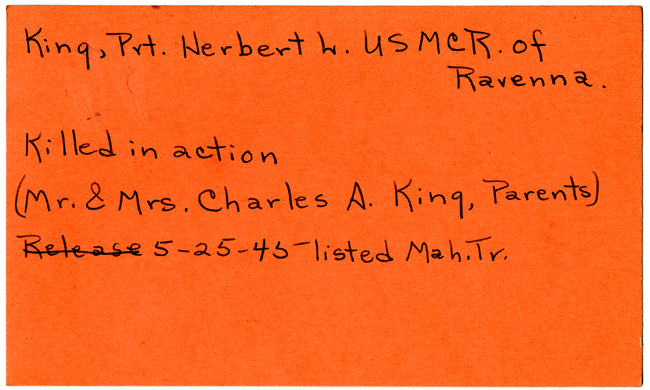 King, Pvt. Herbert W. USMCR. of
Ravenna.
Killed in action
(Mr. & Mrs. Charles A. King, Parents)
Release 5-25-45-listed Mah.Tr.